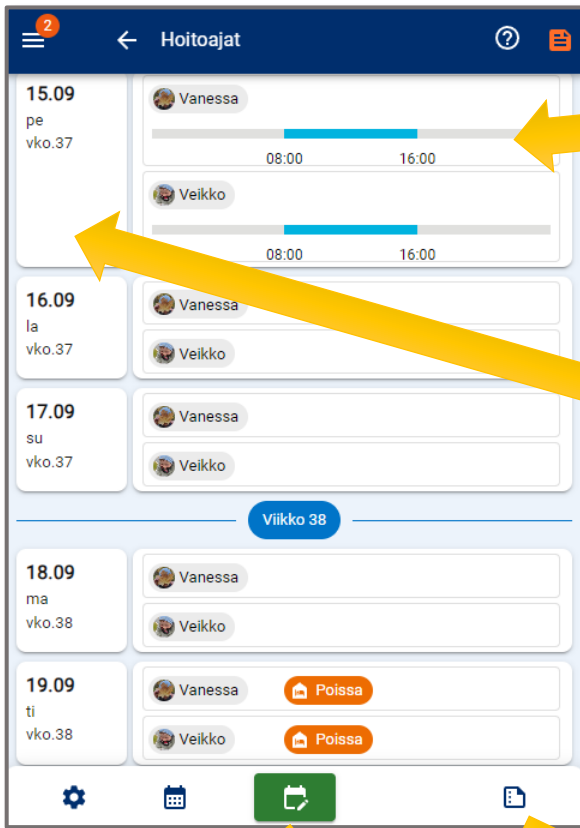 2
Hoitoajat
15.09
pe
vko.37
Vanessa
08:00 16:00
Veikko
08:00 16:00
16.09
la
vko.37
Vanessa
Veikko
17.09
su
vko.37
Vanessa
Veikko
Viikko 38
18.09
ma
vko.38
Vanessa
Veikko
19.09
ti
vko.38
Vanessa Poissa
Veikko Poissa